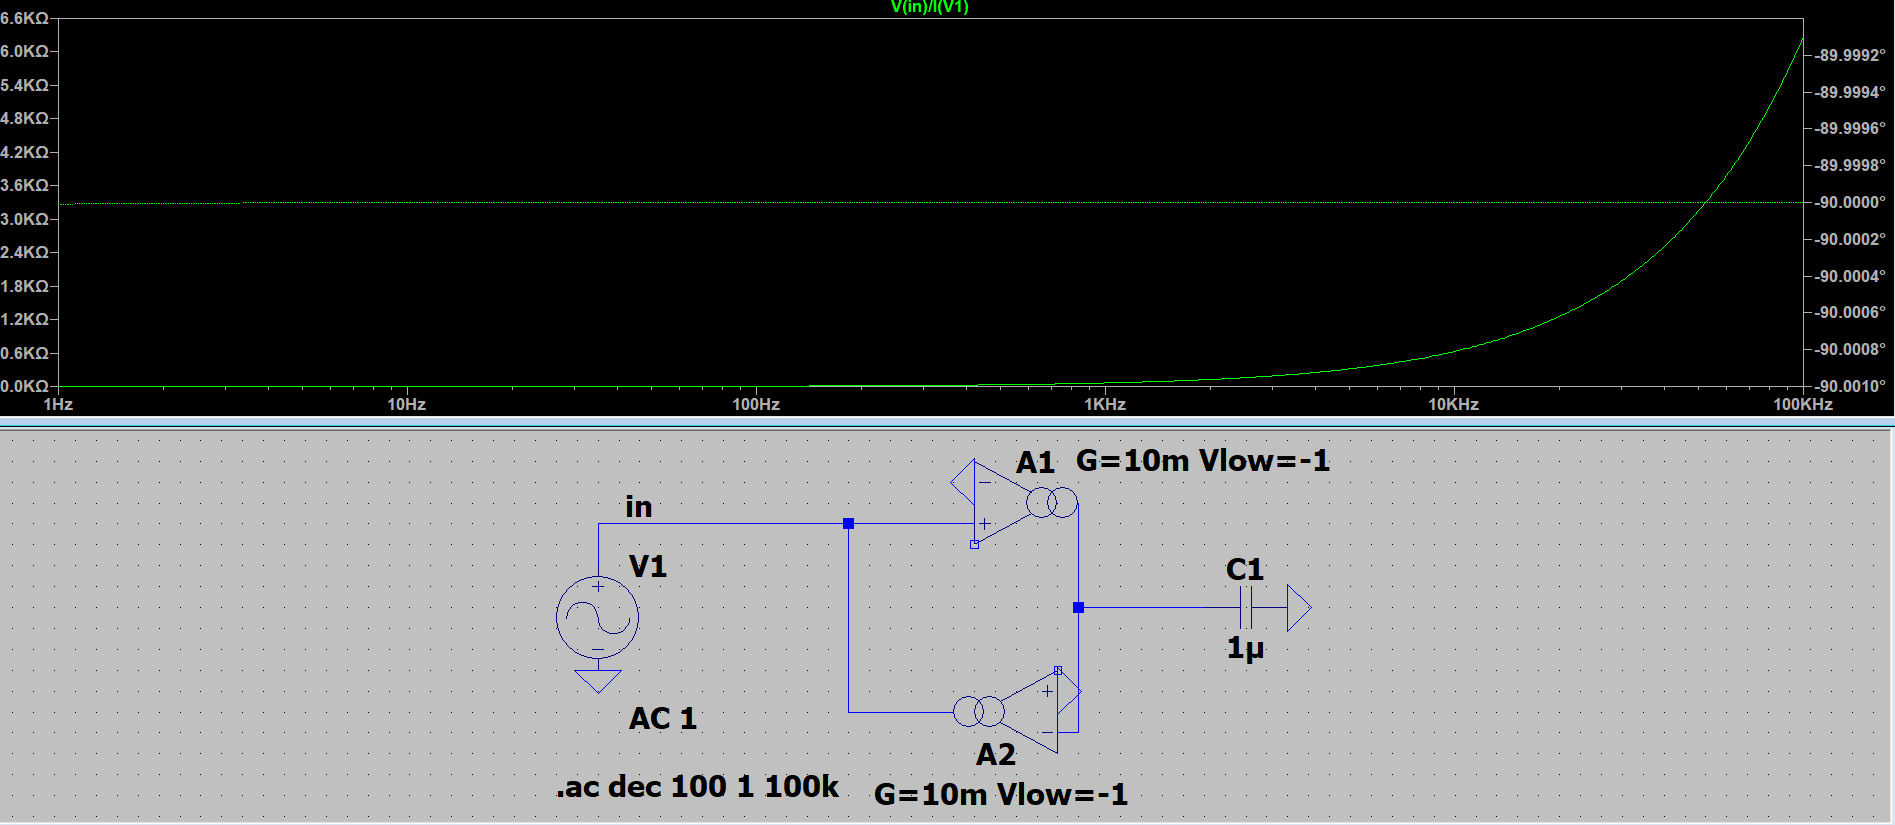 V(in)/I(V1)
6.6KΩ
6.0KΩ
5.4KΩ
4.8KΩ
4.2KΩ
3.6KΩ
3.0KΩ
2.4KΩ
1.8KΩ
1.2KΩ
0.6KΩ
0.0KΩ
-89.9992°
-89.9994°
-89.9996°
-89.9998°
-90.0000°
-90.0002°
-90.0004°
-90.0006°
-90.0008°
-90.0010°
1Hz 10Hz 100Hz 1KHz 10KHz 100KHz
A1 G=10m Vlow=-1
in
V1
C1
1µ
AC 1
A2
.ac dec 100 1 100k
G=10m Vlow=-1